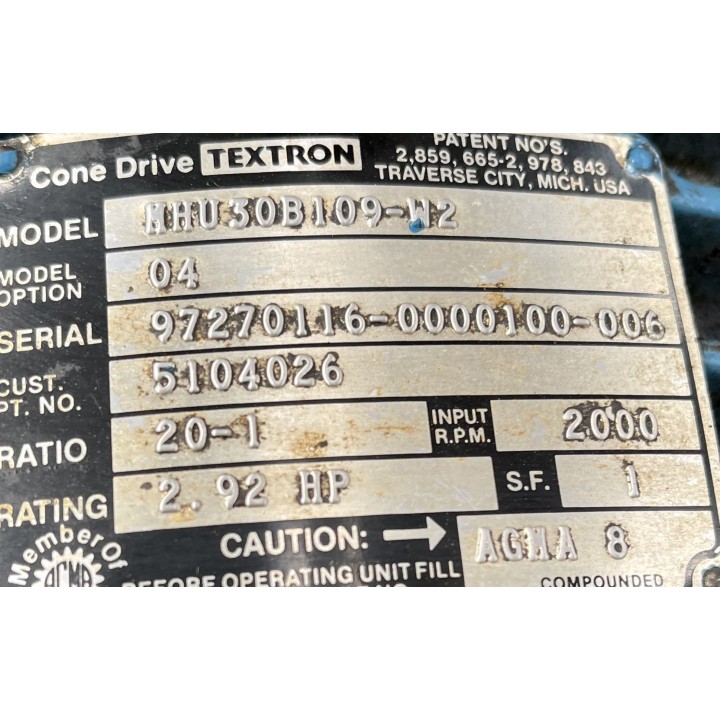 Cone Drive TEXTRON
PATENT NO'S.
2,859, 665-2, 978, 843
TRAVERSE CITY, MICH. USA
MODEL MHU30B109-W2
MODEL OPTION 04
SERIAL 97270116-0000100-006
CUST. PT. NO. 5104026
RATIO 20-1 INPUT R.P.M. 2000
RATING 2.92 HP S.F. 1
Member Of
AGMA
CAUTION: → AGMA 8
BEFORE OPERATING UNIT FILL COMPOUNDED